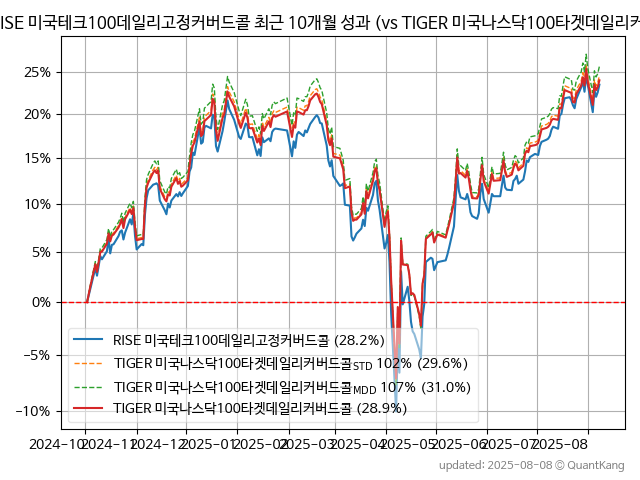 RISE 미국테크100데일리고정커버드콜 최근 10개월 성과 (vs TIGER 미국나스닥100타겟데일리커
25%
20%
15%
10%
5%
0%
−5%
−10%
RISE 미국테크100데일리고정커버드콜 (28.2%)
TIGER 미국나스닥100타겟데일리커버드콜STD 102% (29.6%)
TIGER 미국나스닥100타겟데일리커버드콜MDD 107% (31.0%)
TIGER 미국나스닥100타겟데일리커버드콜 (28.9%)
2024-10 2024-11 2024-12 2025-01 2025-02 2025-03 2025-04 2025-05 2025-06 2025-07 2025-08
updated: 2025-08-08 © QuantKang